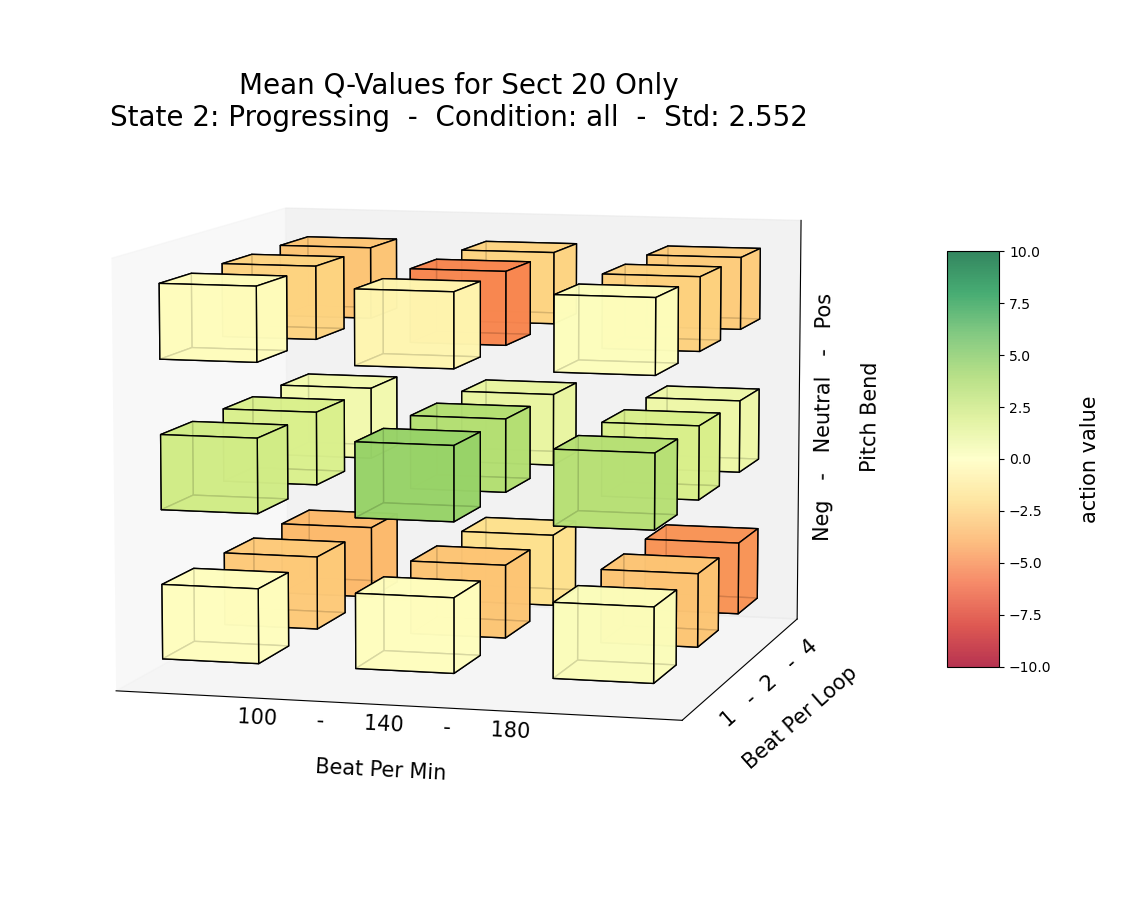 Mean Q-Values for Sect 20 Only
State 2: Progressing  -  Condition: all  -  Std: 2.552
Neg  -  Neutral  -  Pos
Pitch Bend
1  -  2  -  4
Beat Per Loop
100  -  140  -  180
Beat Per Min
10.0
7.5
5.0
2.5
0.0
−2.5
−5.0
−7.5
−10.0
action value